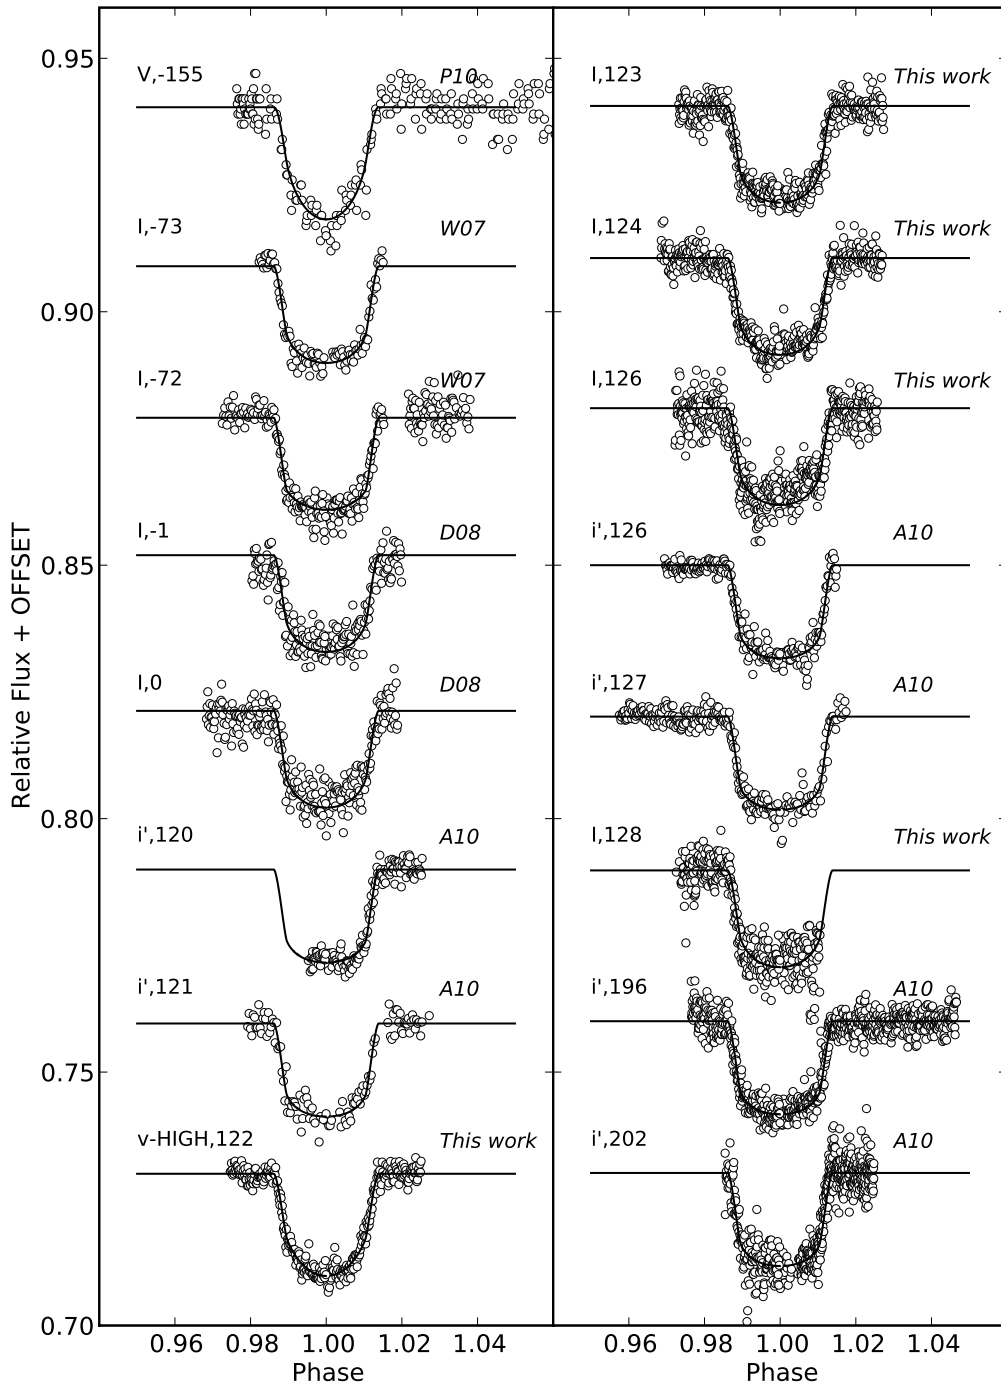 0.95
0.90
0.85
0.80
0.75
0.70
Relative Flux + OFFSET
V,-155 P10
I,-73 W07
I,-72 W07
I,-1 D08
I,0 D08
i',120 A10
i',121 A10
v-HIGH,122 This work
0.96 0.98 1.00 1.02 1.04
Phase
I,123 This work
I,124 This work
I,126 This work
i',126 A10
i',127 A10
I,128 This work
i',196 A10
i',202 A10
0.96 0.98 1.00 1.02 1.04
Phase